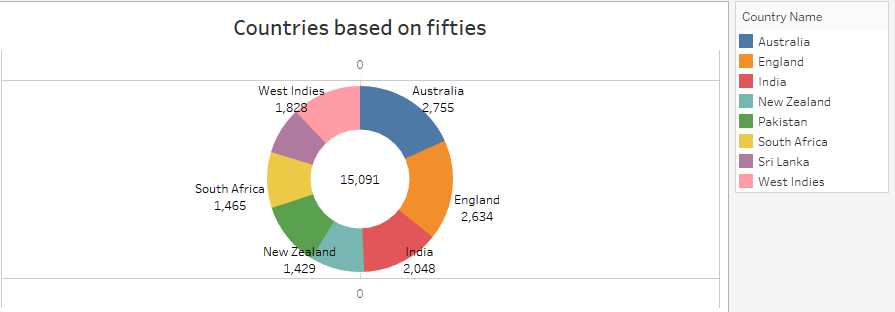 Countries based on fifties
0
West Indies
1,828
Australia
2,755
15,091
South Africa
1,465
England
2,634
New Zealand
1,429
India
2,048
0
Country Name
Australia
England
India
New Zealand
Pakistan
South Africa
Sri Lanka
West Indies